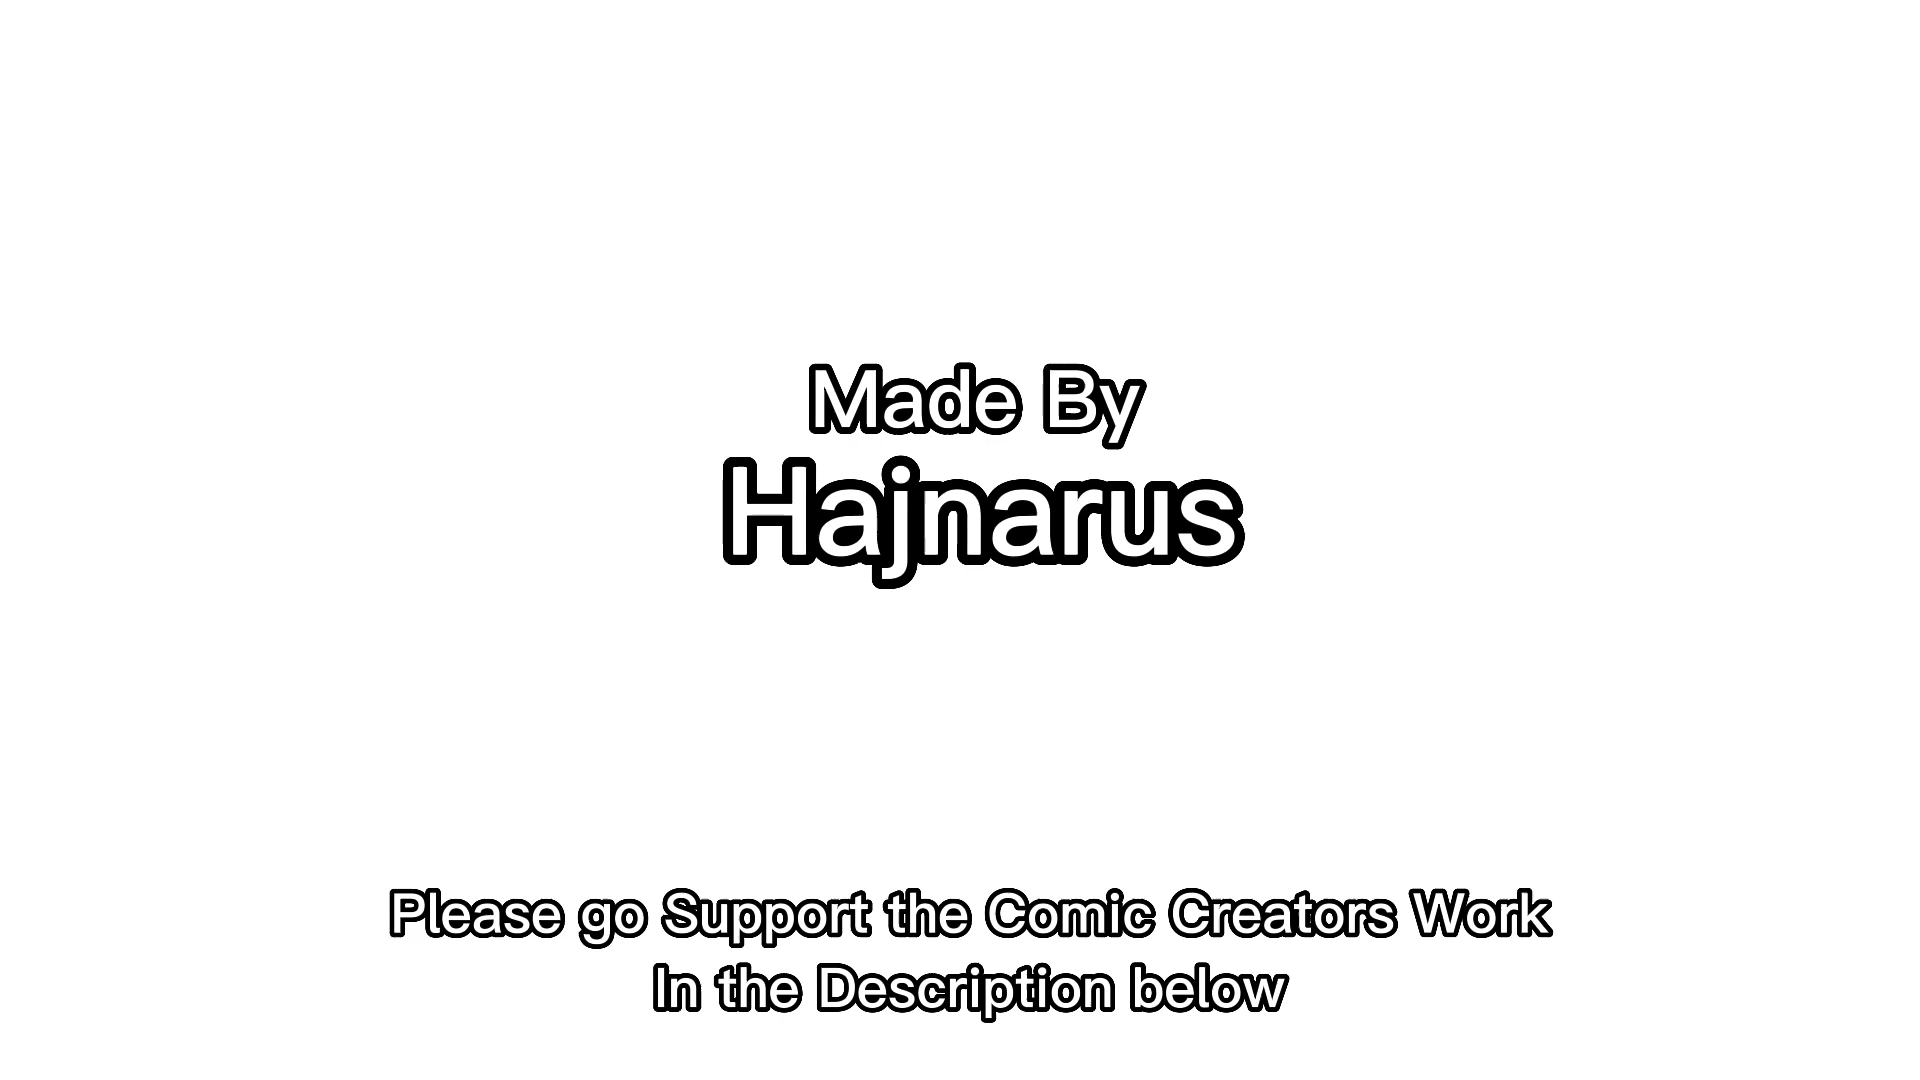 Made By
Hajnarus
Please go Support the Comic Creators Work
In the Description below